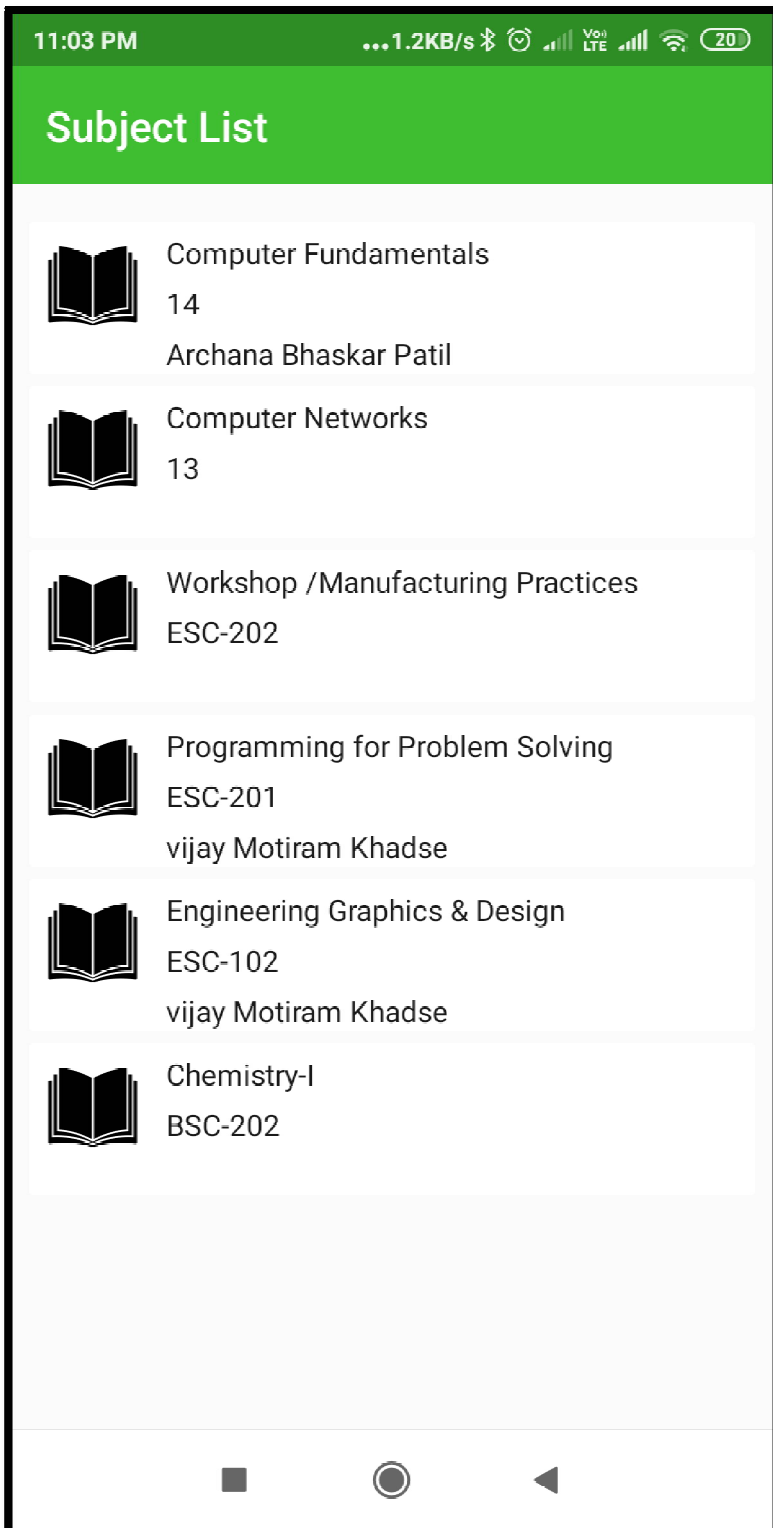 11:03 PM ...1.2KB/s Vo) LTE 20
Subject List
Computer Fundamentals
14
Archana Bhaskar Patil
Computer Networks
13
Workshop /Manufacturing Practices
ESC-202
Programming for Problem Solving
ESC-201
vijay Motiram Khadse
Engineering Graphics & Design
ESC-102
vijay Motiram Khadse
Chemistry-I
BSC-202